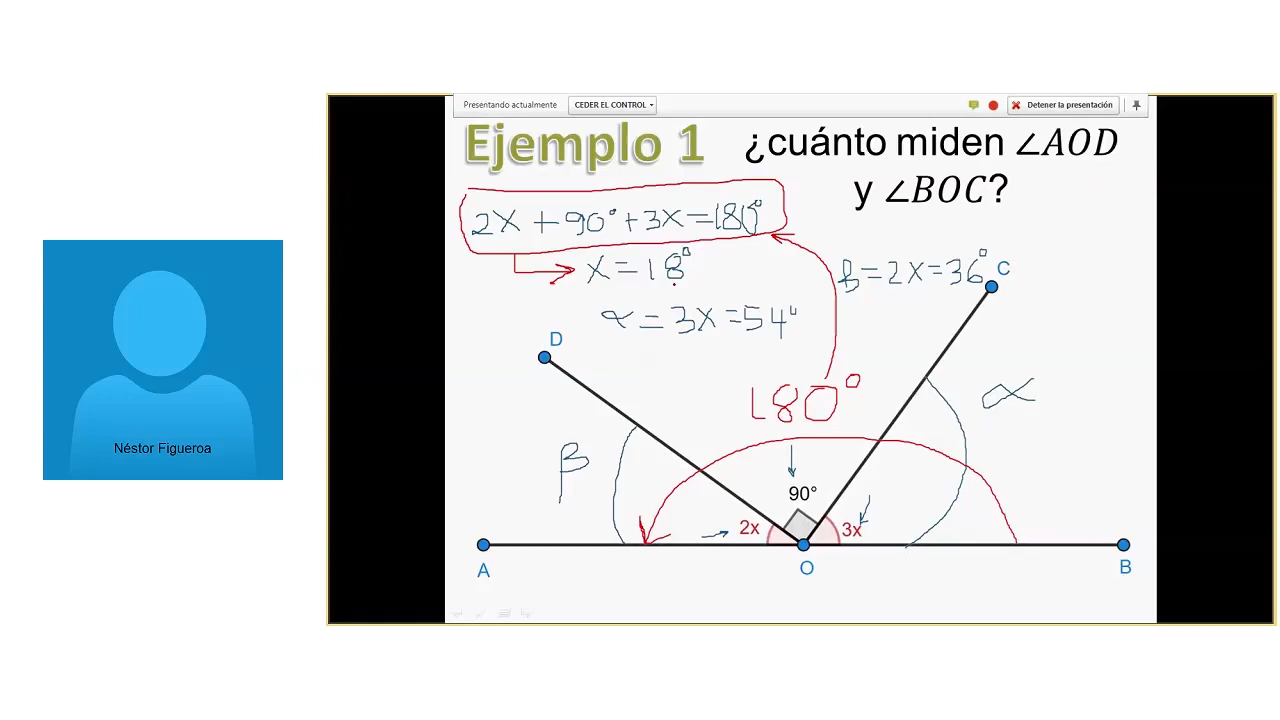 Presentando actualmente
CEDER EL CONTROL
Detener la presentación
Ejemplo 1
¿cuánto miden ∠AOD
y ∠BOC?
2x + 90° + 3x = 180°
x = 18°
β = 2x = 36°
C
α = 3x = 54°
D
180°
α
β
Néstor Figueroa
90°
2x
3x
A
O
B